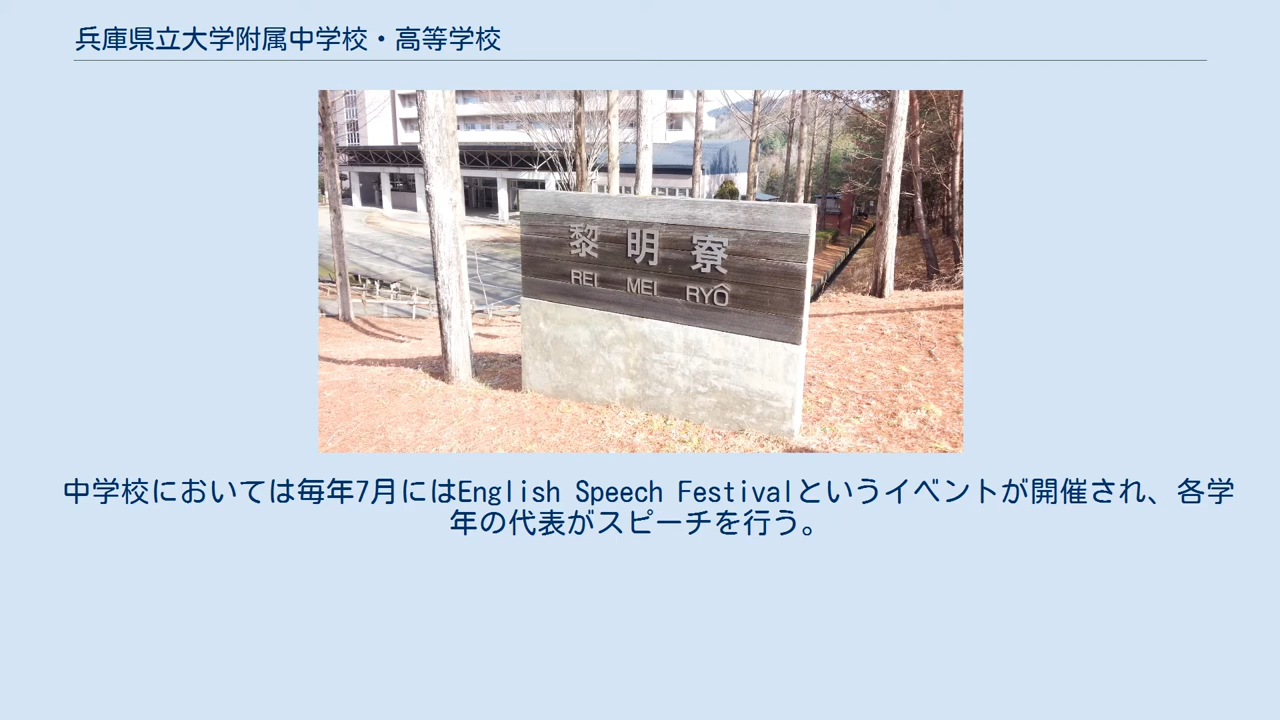 兵庫県立大学附属中学校・高等学校
黎明寮
REI MEI RYÔ
中学校においては毎年7月にはEnglish Speech Festivalというイベントが開催され、各学
年の代表がスピーチを行う。